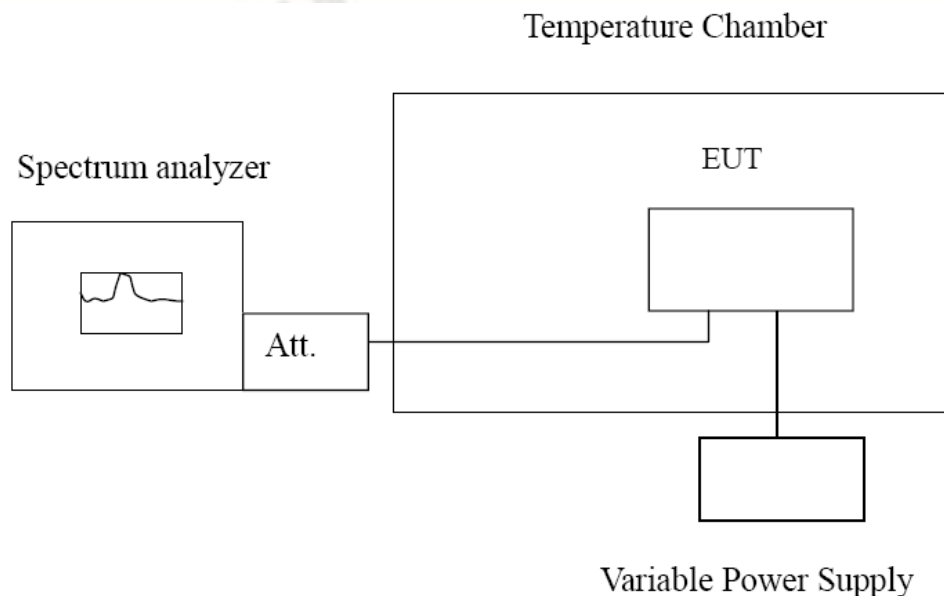 Temperature Chamber
Spectrum analyzer
EUT
Att.
Variable Power Supply